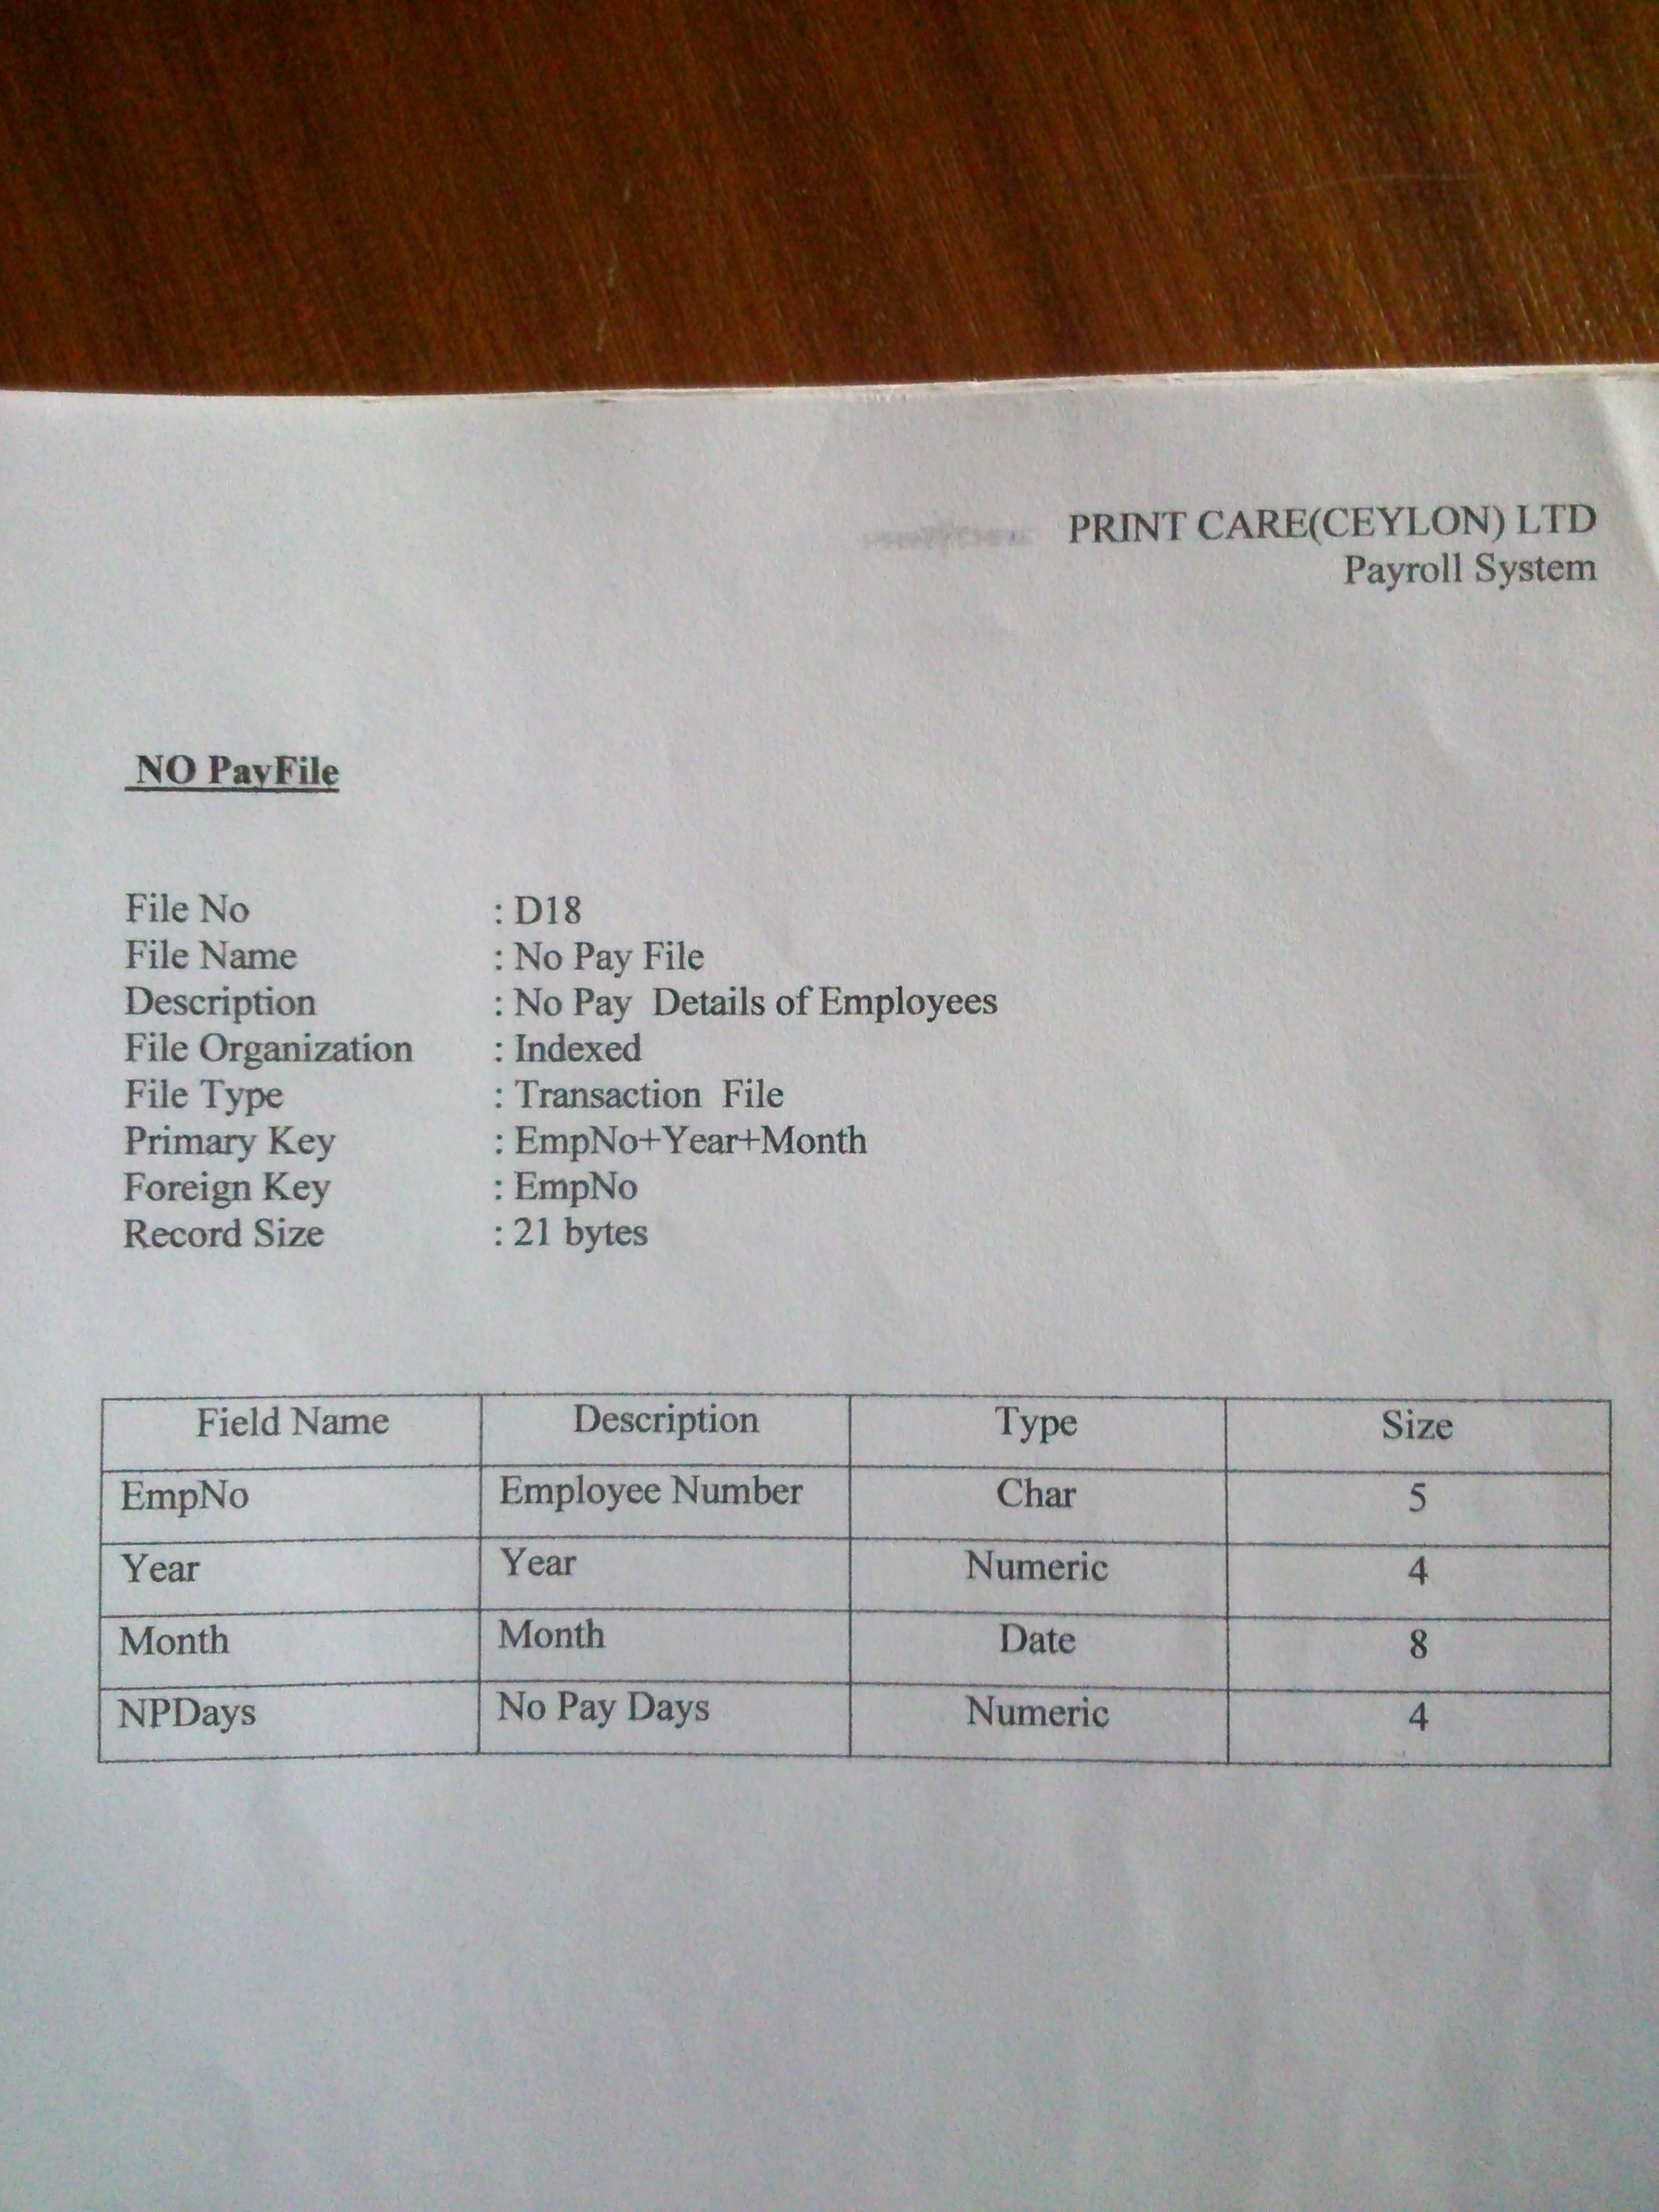 PRINT CARE(CEYLON) LTD
Payroll System
NO PayFile
File No : D18
File Name : No Pay File
Description : No Pay Details of Employees
File Organization : Indexed
File Type : Transaction File
Primary Key : EmpNo+Year+Month
Foreign Key : EmpNo
Record Size : 21 bytes
Field Name Description Type Size
EmpNo Employee Number Char 5
Year Year Numeric 4
Month Month Date 8
NPDays No Pay Days Numeric 4